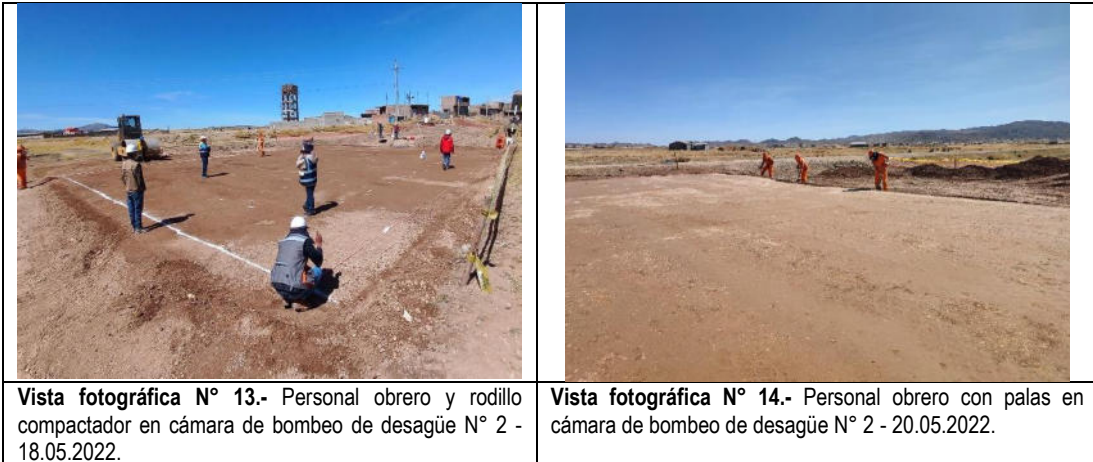 Vista fotográfica N° 13.- Personal obrero y rodillo
compactador en cámara de bombeo de desagüe N° 2 -
18.05.2022.
Vista fotográfica N° 14.- Personal obrero con palas en
cámara de bombeo de desagüe N° 2 - 20.05.2022.